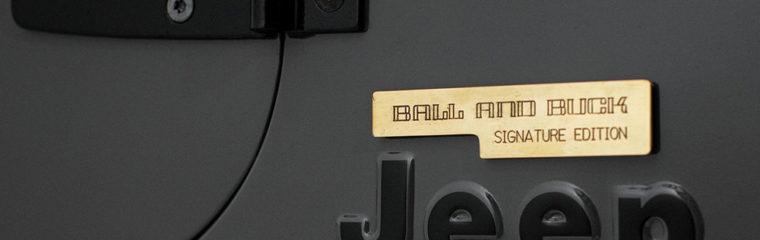 BALL AND BUCK
SIGNATURE EDITION
Jeep